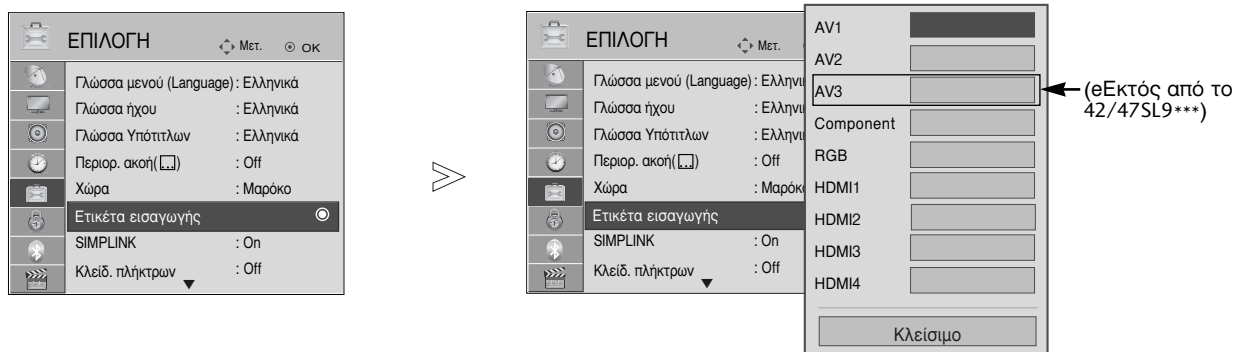 ΕΠΙΛΟΓΗ Μετ. OK
Γλώσσα μενού (Language) : Ελληνικά
Γλώσσα ήχου : Ελληνικά
Γλώσσα Υπότιτλων : Ελληνικά
Περιορ. ακοή( ) : Off
Χώρα : Μαρόκο
Ετικέτα εισαγωγής
SIMPLINK : On
Κλείδ. πλήκτρων : Off
ΕΠΙΛΟΓΗ Μετ.
Γλώσσα μενού (Language) : Ελληνι
Γλώσσα ήχου : Ελληνι
Γλώσσα Υπότιτλων : Ελληνι
Περιορ. ακοή( ) : Off
Χώρα : Μαρόκ
Ετικέτα εισαγωγής
SIMPLINK : On
Κλείδ. πλήκτρων : Off
AV1
AV2
AV3
Component
RGB
HDMI1
HDMI2
HDMI3
HDMI4
Κλείσιμο
(eΕκτός από το
42/47SL9***)